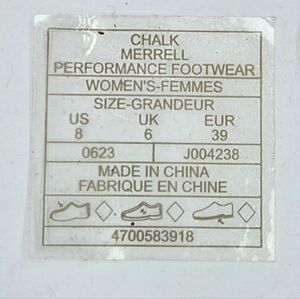 CHALK
MERRELL
PERFORMANCE FOOTWEAR
WOMEN'S-FEMMES
SIZE-GRANDEUR
US UK EUR
8 6 39
0623 J004238
MADE IN CHINA
FABRIQUE EN CHINE
4700583918